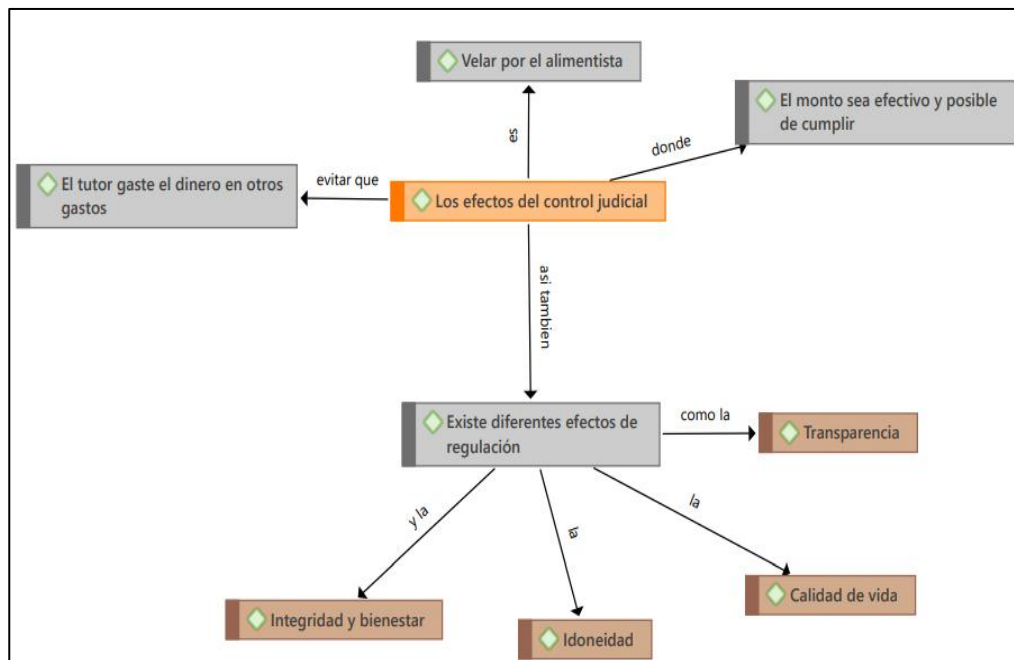 Velar por el alimentista
El monto sea efectivo y posible
de cumplir
es
donde
El tutor gaste el dinero en otros
gastos
evitar que
Los efectos del control judicial
asi tambien
Existe diferentes efectos de
regulación
como la
Transparencia
y la
la
la
Integridad y bienestar
Idoneidad
Calidad de vida